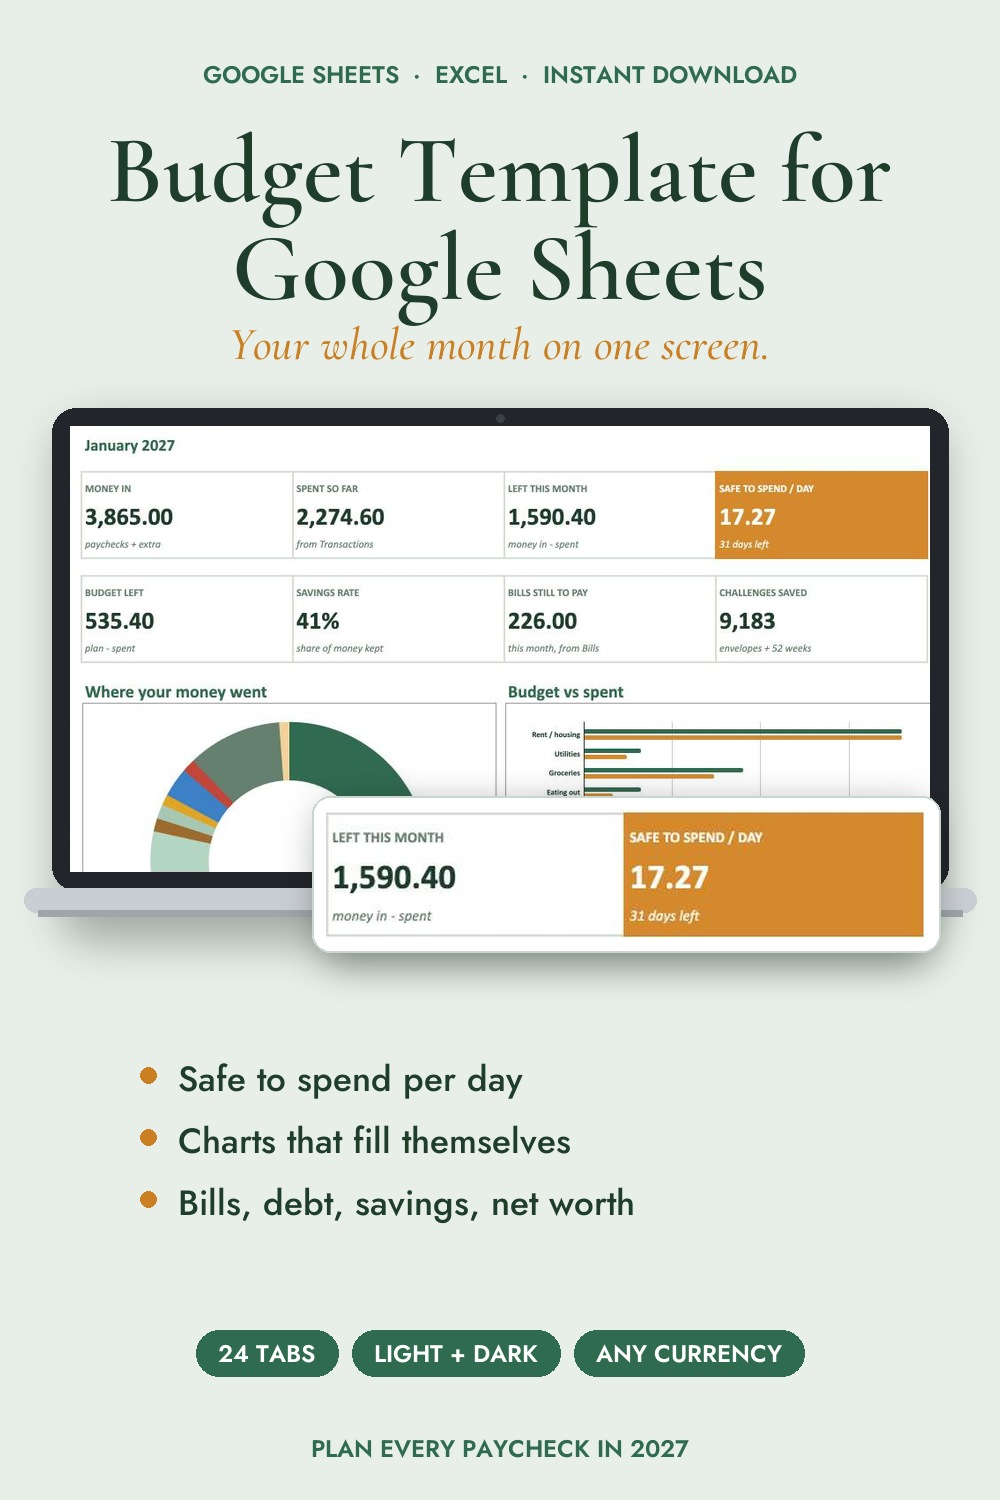 GOOGLE SHEETS · EXCEL · INSTANT DOWNLOAD
Budget Template for
Google Sheets
Your whole month on one screen.
January 2027
MONEY IN
3,865.00
paychecks + extra
SPENT SO FAR
2,274.60
from Transactions
LEFT THIS MONTH
1,590.40
money in - spent
SAFE TO SPEND / DAY
17.27
31 days left
BUDGET LEFT
535.40
plan - spent
SAVINGS RATE
41%
share of money kept
BILLS STILL TO PAY
226.00
this month, from Bills
CHALLENGES SAVED
9,183
envelopes + 52 weeks
Where your money went
Budget vs spent
Rent / housing
Utilities
Groceries
Eating out
LEFT THIS MONTH
1,590.40
money in - spent
SAFE TO SPEND / DAY
17.27
31 days left
Safe to spend per day
Charts that fill themselves
Bills, debt, savings, net worth
24 TABS
LIGHT + DARK
ANY CURRENCY
PLAN EVERY PAYCHECK IN 2027